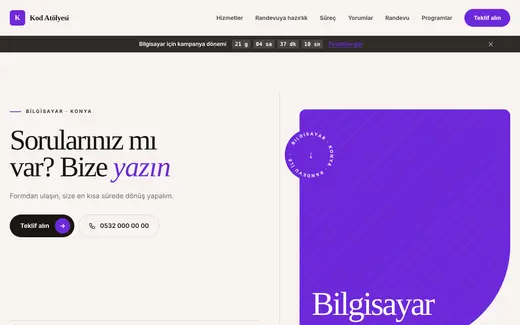 K Kod Atölyesi
Hizmetler Randevuya hazırlık Süreç Yorumlar Randevu Programlar Teklif alın
Bilgisayar için kampanya dönemi 21 g 04 sa 37 dk 10 sn
BİLGİSAYAR · KONYA
Sorularınız mı
var? Bize yazın
Formdan ulaşın, size en kısa sürede dönüş yapalım.
Teklif alın → 0532 000 00 00
BİLGİSAYAR · KONYA · RANDEVU İLE ·
↓
Bilgisayar